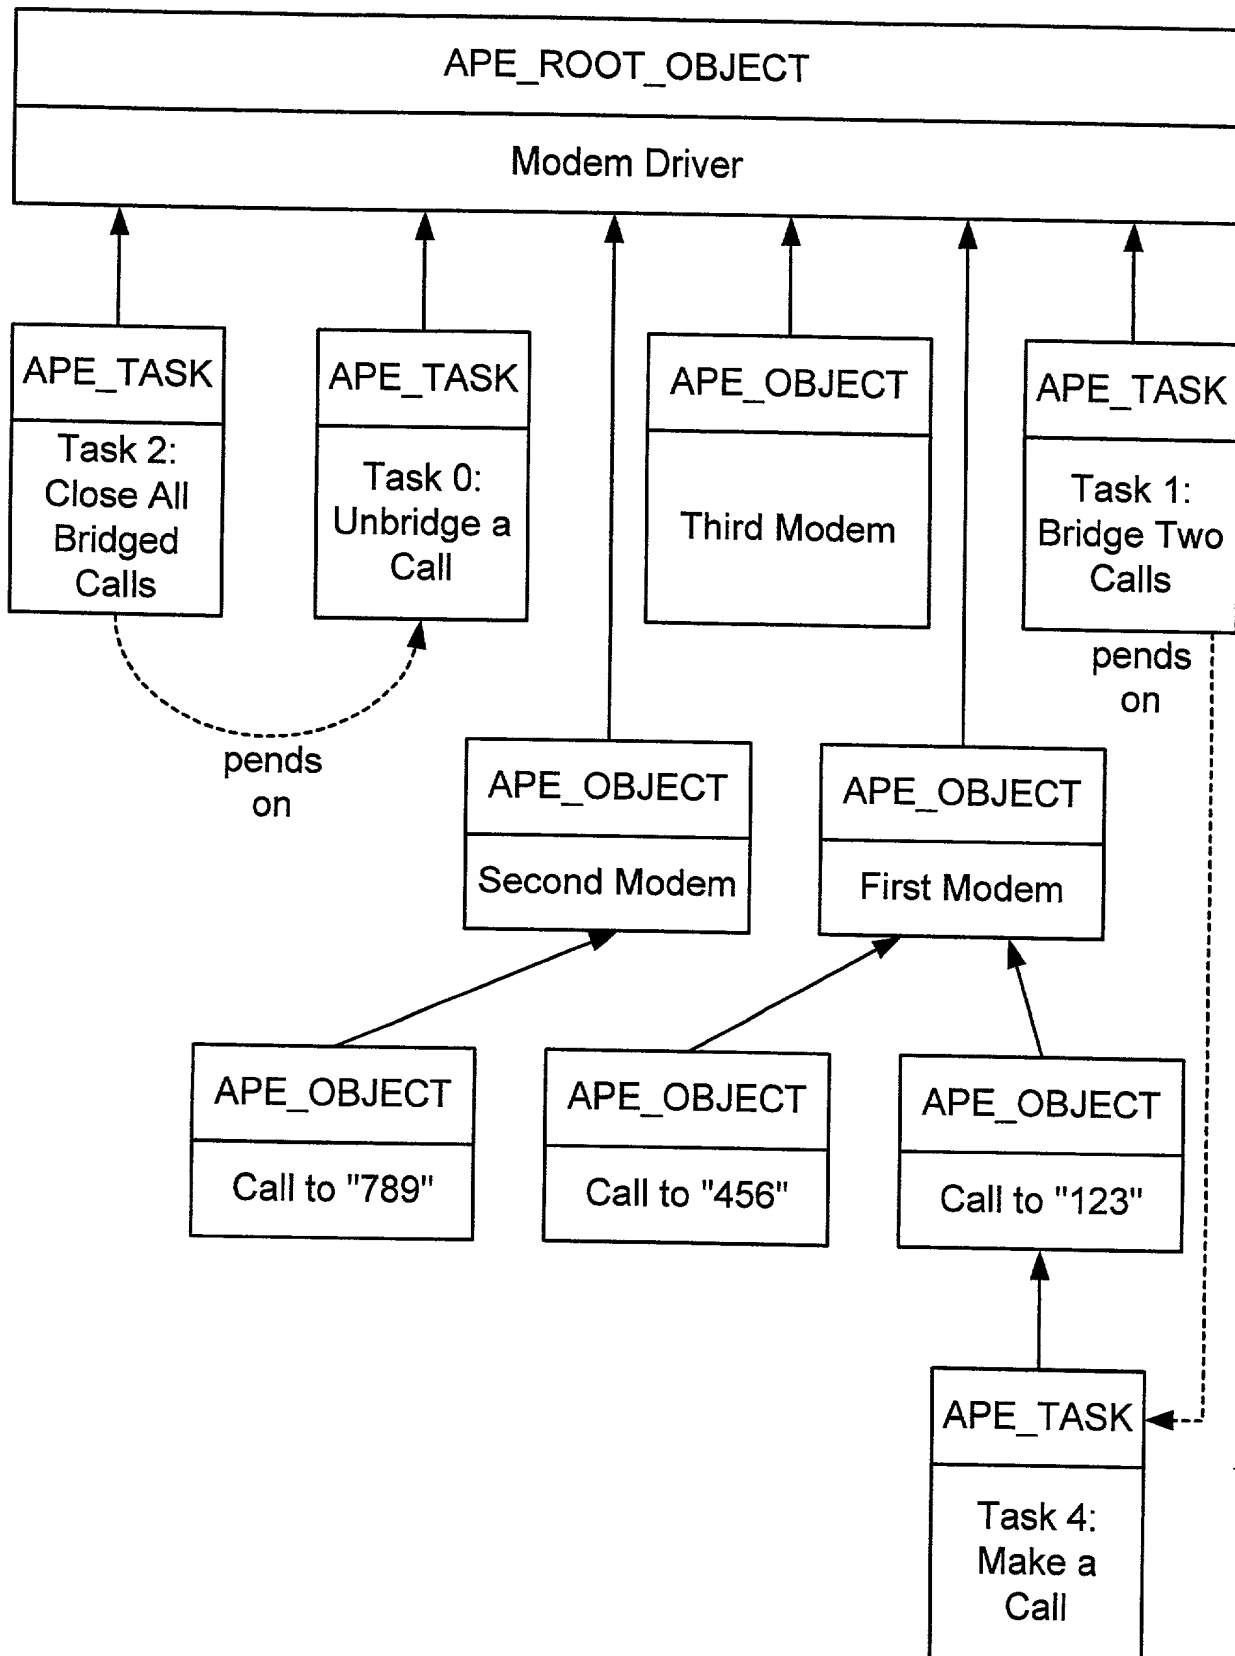 APE_ROOT_OBJECT
Modem Driver
APE_TASK
Task 2:
Close All
Bridged
Calls
APE_TASK
Task 0:
Unbridge a
Call
APE_OBJECT
Third Modem
APE_TASK
Task 1:
Bridge Two
Calls
pends
on
pends
on
APE_OBJECT
Second Modem
APE_OBJECT
First Modem
APE_OBJECT
Call to "789"
APE_OBJECT
Call to "456"
APE_OBJECT
Call to "123"
APE_TASK
Task 4:
Make a
Call